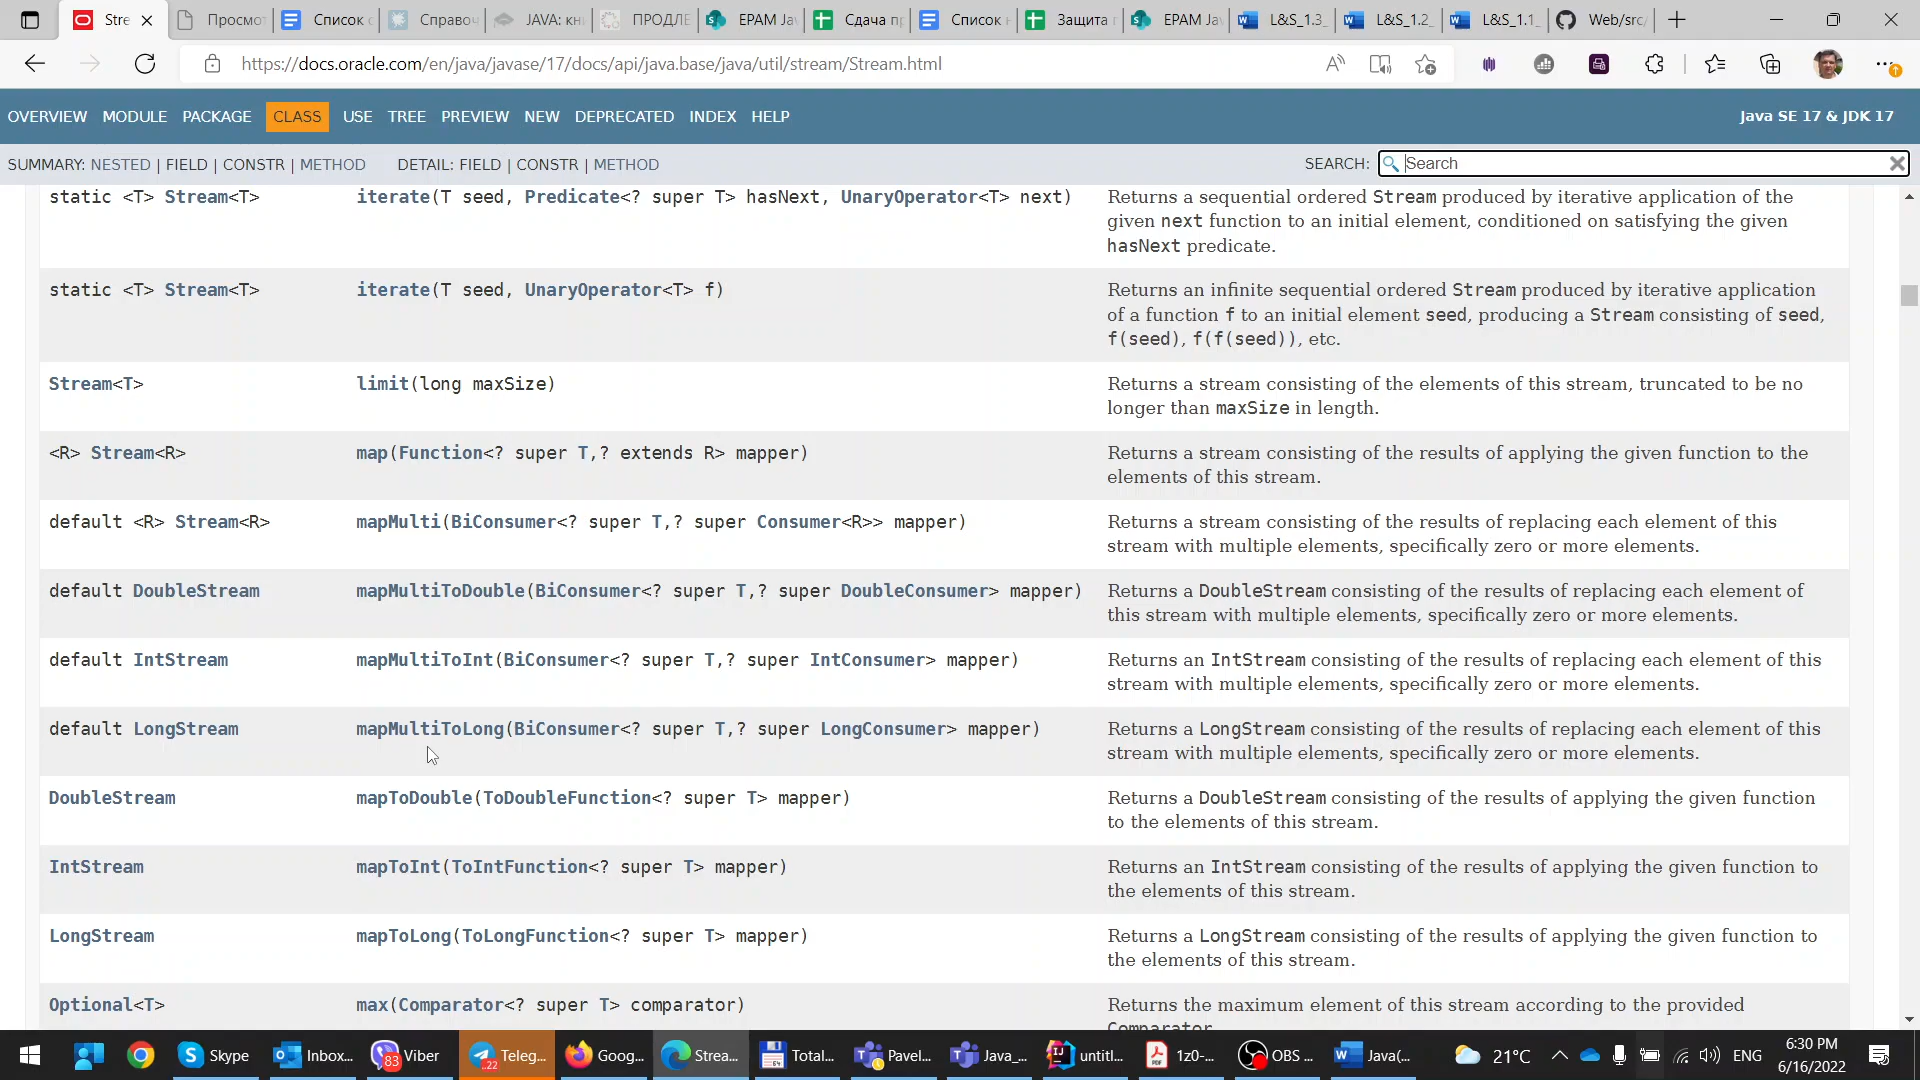 Stre
Просмот
Список с
Справоч
JAVA: кни
ПРОДЛЕ
EPAM Jav
Сдача пр
Список н
Защита п
EPAM Jav
L&S_1.3_
L&S_1.2_
L&S_1.1_
Web/src/
https://docs.oracle.com/en/java/javase/17/docs/api/java.base/java/util/stream/Stream.html
OVERVIEW MODULE PACKAGE CLASS USE TREE PREVIEW NEW DEPRECATED INDEX HELP
Java SE 17 & JDK 17
SUMMARY: NESTED | FIELD | CONSTR | METHOD DETAIL: FIELD | CONSTR | METHOD
SEARCH: Search
static <T> Stream<T>
iterate(T seed, Predicate<? super T> hasNext, UnaryOperator<T> next)
Returns a sequential ordered Stream produced by iterative application of the
given next function to an initial element, conditioned on satisfying the given
hasNext predicate.
static <T> Stream<T>
iterate(T seed, UnaryOperator<T> f)
Returns an infinite sequential ordered Stream produced by iterative application
of a function f to an initial element seed, producing a Stream consisting of seed,
f(seed), f(f(seed)), etc.
Stream<T>
limit(long maxSize)
Returns a stream consisting of the elements of this stream, truncated to be no
longer than maxSize in length.
<R> Stream<R>
map(Function<? super T,? extends R> mapper)
Returns a stream consisting of the results of applying the given function to the
elements of this stream.
default <R> Stream<R>
mapMulti(BiConsumer<? super T,? super Consumer<R>> mapper)
Returns a stream consisting of the results of replacing each element of this
stream with multiple elements, specifically zero or more elements.
default DoubleStream
mapMultiToDouble(BiConsumer<? super T,? super DoubleConsumer> mapper)
Returns a DoubleStream consisting of the results of replacing each element of
this stream with multiple elements, specifically zero or more elements.
default IntStream
mapMultiToInt(BiConsumer<? super T,? super IntConsumer> mapper)
Returns an IntStream consisting of the results of replacing each element of this
stream with multiple elements, specifically zero or more elements.
default LongStream
mapMultiToLong(BiConsumer<? super T,? super LongConsumer> mapper)
Returns a LongStream consisting of the results of replacing each element of this
stream with multiple elements, specifically zero or more elements.
DoubleStream
mapToDouble(ToDoubleFunction<? super T> mapper)
Returns a DoubleStream consisting of the results of applying the given function
to the elements of this stream.
IntStream
mapToInt(ToIntFunction<? super T> mapper)
Returns an IntStream consisting of the results of applying the given function to
the elements of this stream.
LongStream
mapToLong(ToLongFunction<? super T> mapper)
Returns a LongStream consisting of the results of applying the given function to
the elements of this stream.
Optional<T>
max(Comparator<? super T> comparator)
Returns the maximum element of this stream according to the provided
Comparator.
Skype
Inbox...
83
Viber
..22
Teleg...
Goog...
Strea...
Total...
Pavel...
Java_...
untitl...
1z0-...
OBS ...
Java(...
21°C
ENG
6:30 PM
6/16/2022